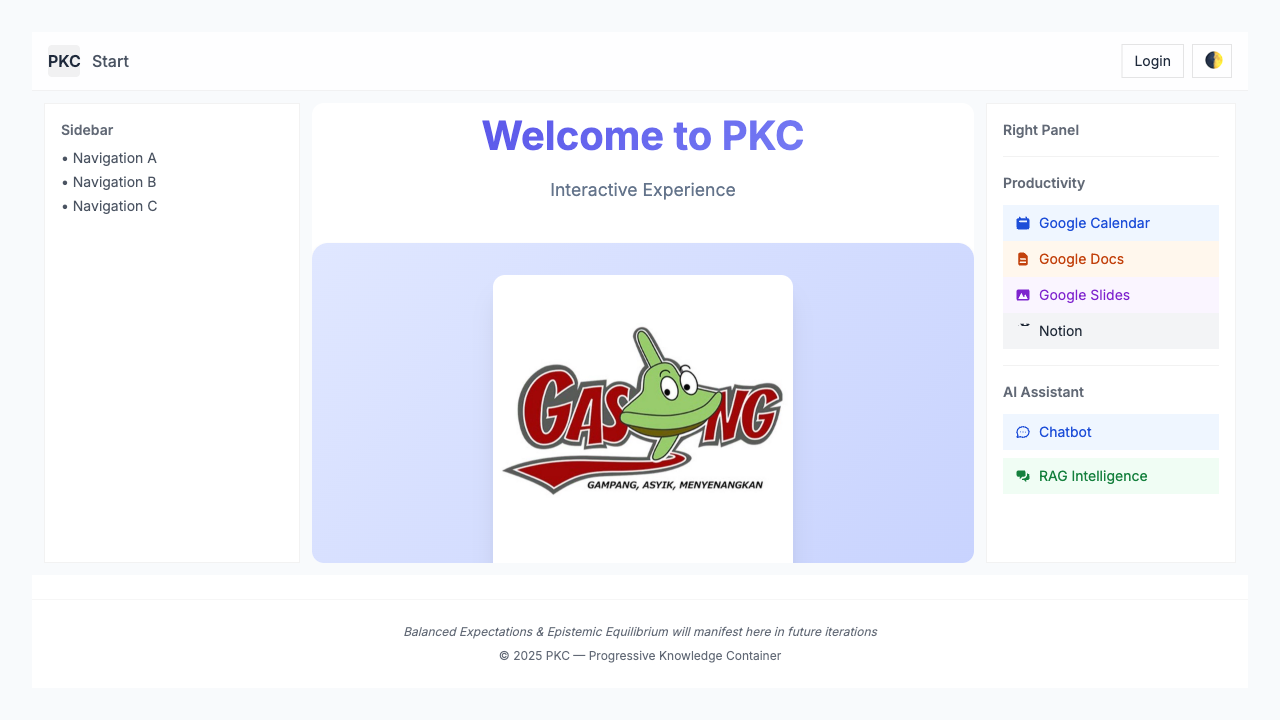 PKC Start
Login
Sidebar
• Navigation A
• Navigation B
• Navigation C
Welcome to PKC
Interactive Experience
GASING
GAMPANG, ASYIK, MENYENANGKAN
Right Panel
Productivity
Google Calendar
Google Docs
Google Slides
Notion
AI Assistant
Chatbot
RAG Intelligence
Balanced Expectations & Epistemic Equilibrium will manifest here in future iterations
© 2025 PKC — Progressive Knowledge Container